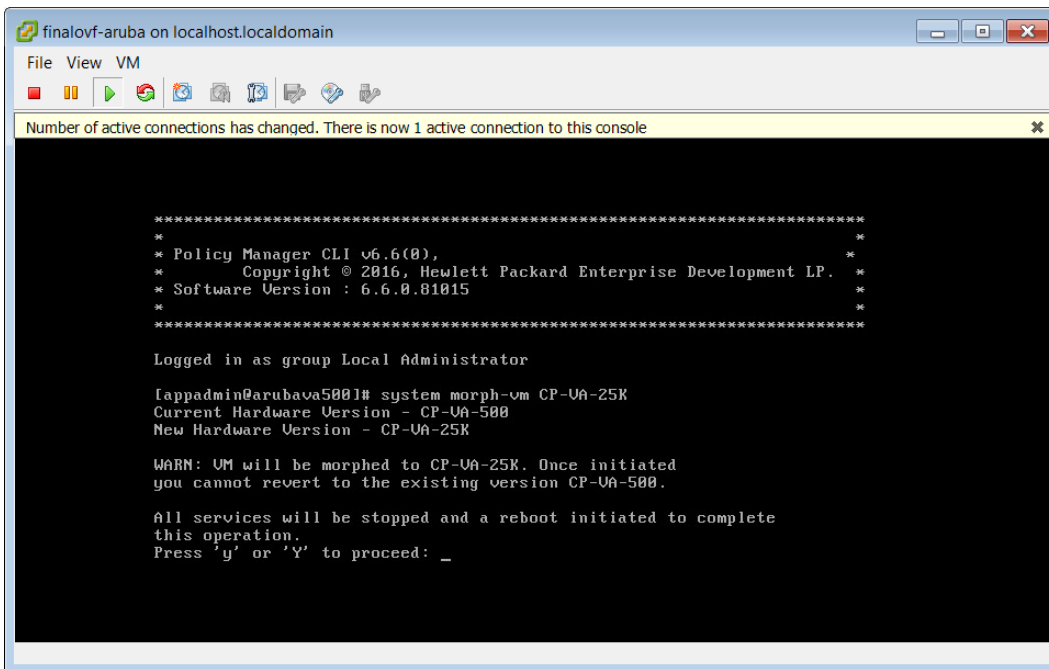 finalovf-aruba on localhost.localdomain
File View VM
Number of active connections has changed. There is now 1 active connection to this console
************************************************************************
* *
* Policy Manager CLI v6.6(0), *
* Copyright © 2016, Hewlett Packard Enterprise Development LP. *
* Software Version : 6.6.0.81015 *
* *
************************************************************************
Logged in as group Local Administrator
[appadmin@arubava500]# system morph-vm CP-VA-25K
Current Hardware Version - CP-VA-500
New Hardware Version - CP-VA-25K
WARN: VM will be morphed to CP-VA-25K. Once initiated
you cannot revert to the existing version CP-VA-500.
All services will be stopped and a reboot initiated to complete
this operation.
Press 'y' or 'Y' to proceed: _